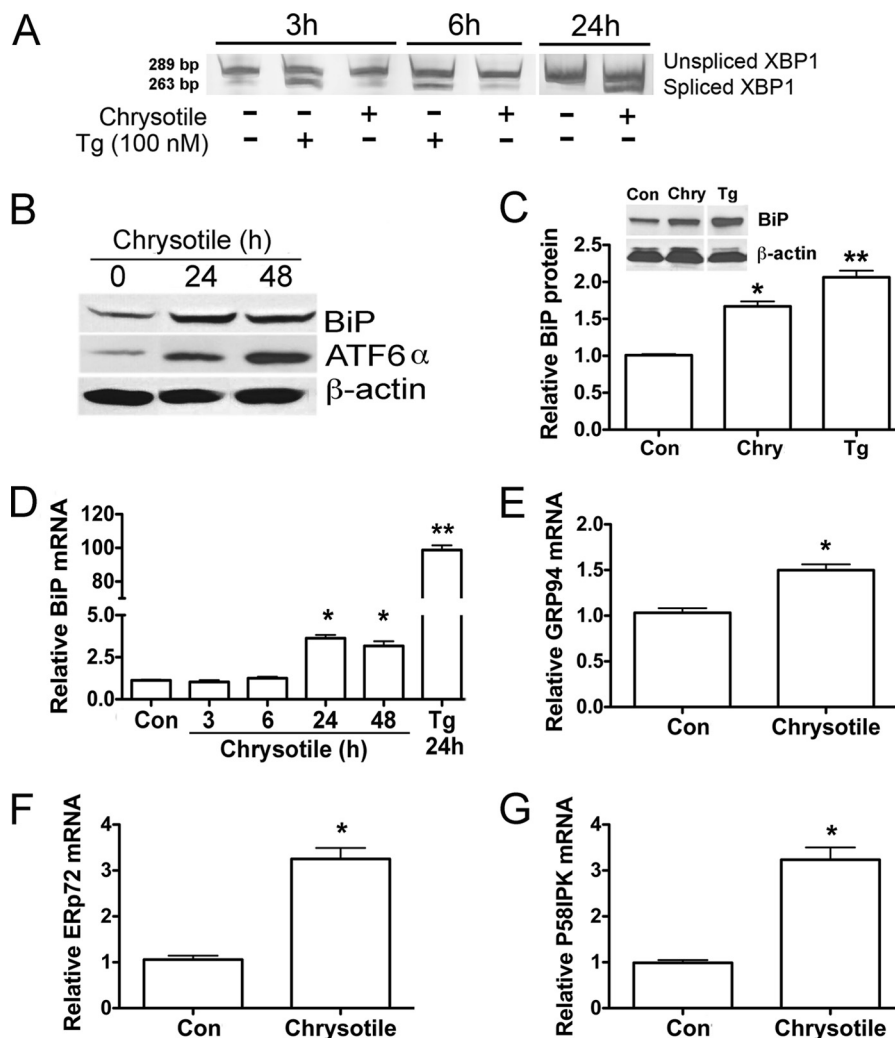 A
3h 6h 24h
289 bp
263 bp
Unspliced XBP1
Spliced XBP1
Chrysotile - - + - + - +
Tg (100 nM) - + - + - - -
B
Chrysotile (h)
0 24 48
BiP
ATF6α
β-actin
C
Con Chry Tg
BiP
β-actin
Relative BiP protein
2.5
2.0
1.5
1.0
0.5
0.0
*
**
Con Chry Tg
D
Relative BiP mRNA
120
100
80
60
5.0
2.5
0.0
*
*
**
Con 3 6 24 48 Tg
Chrysotile (h) 24h
E
Relative GRP94 mRNA
2.0
1.5
1.0
0.5
0.0
*
Con Chrysotile
F
Relative ERp72 mRNA
4
3
2
1
0
*
Con Chrysotile
G
Relative P58IPK mRNA
4
3
2
1
0
*
Con Chrysotile